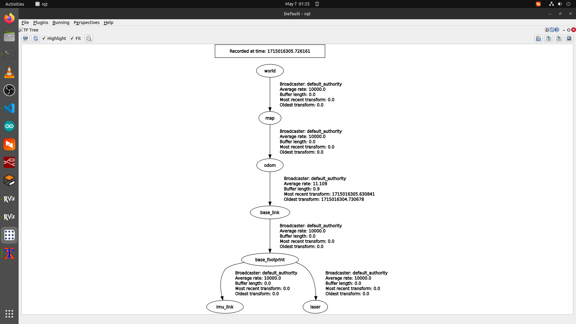 Activities
rqt
May 7 01:25
Default - rqt
File Plugins Running Perspectives Help
TF Tree
Highlight
Fit
Recorded at time: 1715016305.726161
world
Broadcaster: default_authority
Average rate: 10000.0
Buffer length: 0.0
Most recent transform: 0.0
Oldest transform: 0.0
map
Broadcaster: default_authority
Average rate: 10000.0
Buffer length: 0.0
Most recent transform: 0.0
Oldest transform: 0.0
odom
Broadcaster: default_authority
Average rate: 11.109
Buffer length: 0.9
Most recent transform: 1715016305.630841
Oldest transform: 1715016304.730678
base_link
Broadcaster: default_authority
Average rate: 10000.0
Buffer length: 0.0
Most recent transform: 0.0
Oldest transform: 0.0
base_footprint
Broadcaster: default_authority
Average rate: 10000.0
Buffer length: 0.0
Most recent transform: 0.0
Oldest transform: 0.0
Broadcaster: default_authority
Average rate: 10000.0
Buffer length: 0.0
Most recent transform: 0.0
Oldest transform: 0.0
imu_link
laser
RViz
RViz